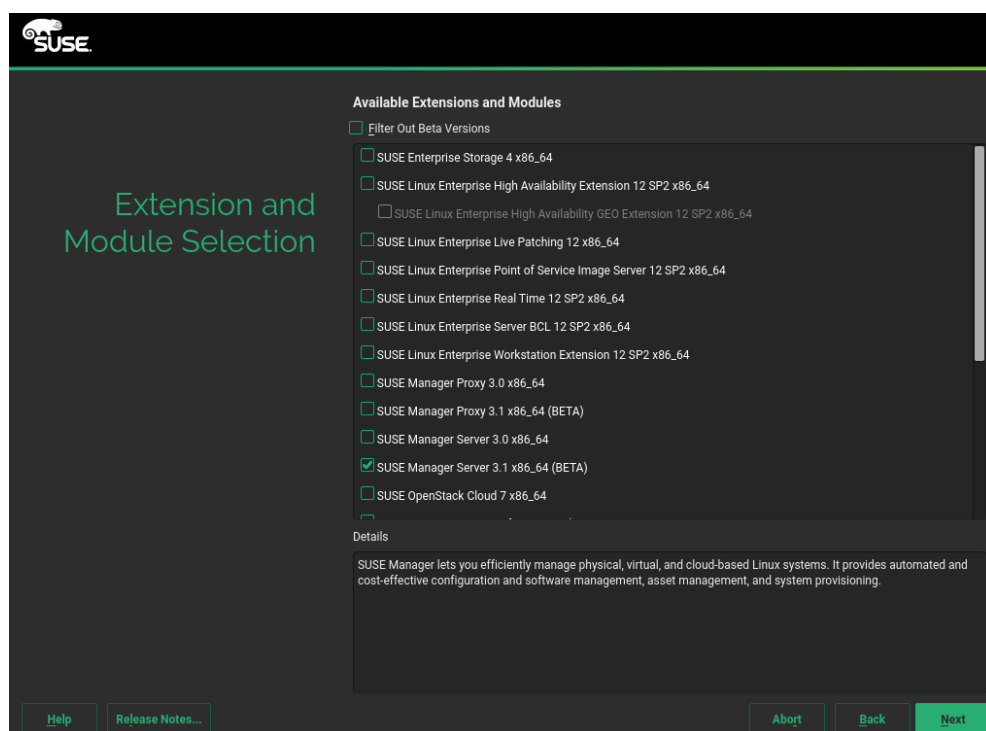 SUSE.
Available Extensions and Modules
Filter Out Beta Versions
Extension and
Module Selection
SUSE Enterprise Storage 4 x86_64
SUSE Linux Enterprise High Availability Extension 12 SP2 x86_64
SUSE Linux Enterprise High Availability GEO Extension 12 SP2 x86_64
SUSE Linux Enterprise Live Patching 12 x86_64
SUSE Linux Enterprise Point of Service Image Server 12 SP2 x86_64
SUSE Linux Enterprise Real Time 12 SP2 x86_64
SUSE Linux Enterprise Server BCL 12 SP2 x86_64
SUSE Linux Enterprise Workstation Extension 12 SP2 x86_64
SUSE Manager Proxy 3.0 x86_64
SUSE Manager Proxy 3.1 x86_64 (BETA)
SUSE Manager Server 3.0 x86_64
SUSE Manager Server 3.1 x86_64 (BETA)
SUSE OpenStack Cloud 7 x86_64
Details
SUSE Manager lets you efficiently manage physical, virtual, and cloud-based Linux systems. It provides automated and
cost-effective configuration and software management, asset management, and system provisioning.
Help
Release Notes...
Abort
Back
Next